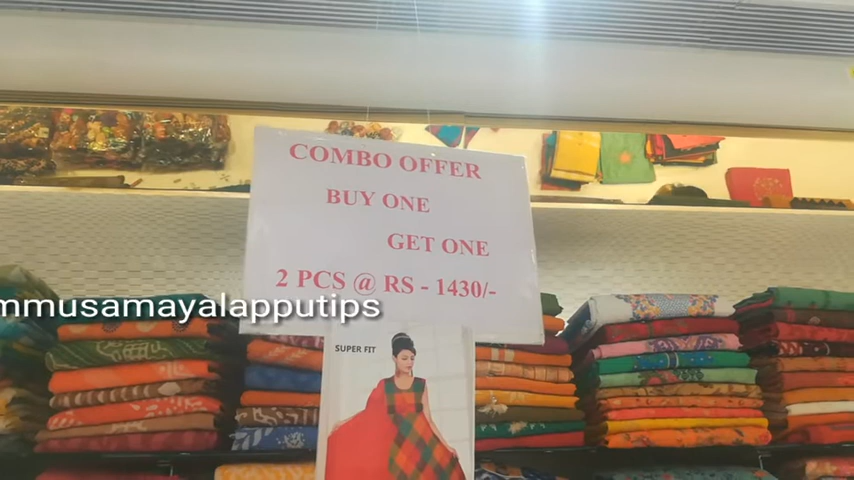 COMBO OFFER
BUY ONE
GET ONE
2 PCS @ RS - 1430/-
mmusamayalapputips
SUPER FIT